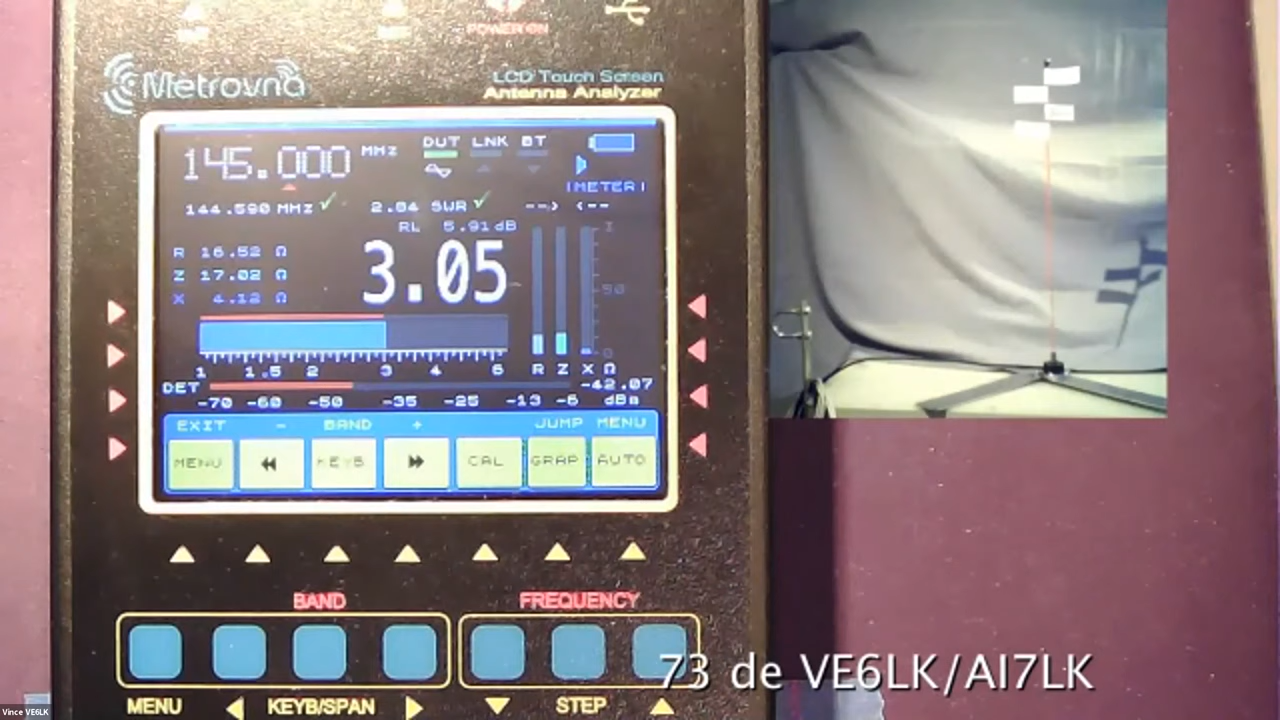 POWER ON
Metrovna
LCD Touch Screen
Antenna Analyzer
145.000 MHZ
DUT LNK BT
|METER|
144.590 MHZ ✓ 2.84 SWR ✓ --> <--
RL 5.91dB
R 16.52 Ω
Z 17.02 Ω
X 4.12 Ω
3.05
50
0
1 1.5 2 3 4 6
R Z X Ω
DET
-42.07
-70 -60 -50 -35 -25 -13 -6 dBm
EXIT - BAND + JUMP MENU
MENU KEYB CAL GRAP AUTO
BAND
FREQUENCY
73 de VE6LK/AI7LK
MENU KEYB/SPAN STEP
Vince VE6LK